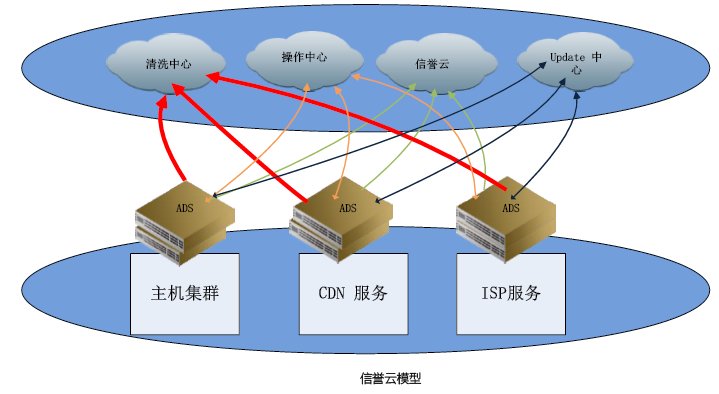 清洗中心
操作中心
信誉云
Update 中
心
ADS
ADS
ADS
主机集群
CDN 服务
ISP服务
信誉云模型